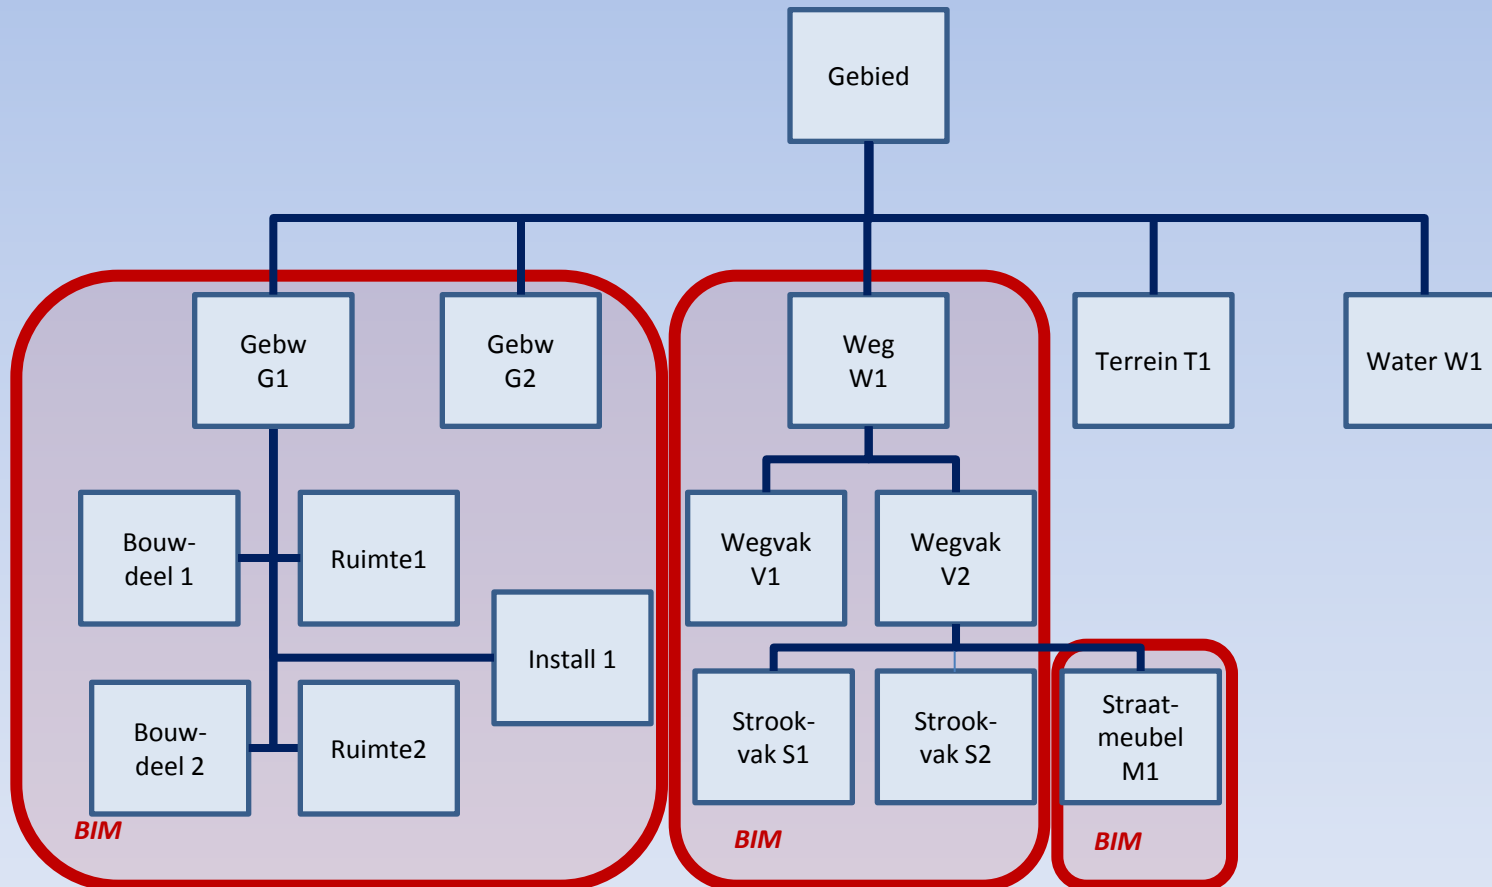 Gebied
Gebw
G1
Gebw
G2
Weg
W1
Terrein T1
Water W1
Bouw-
deel 1
Ruimte1
Wegvak
V1
Wegvak
V2
Install 1
Bouw-
deel 2
Ruimte2
Strook-
vak S1
Strook-
vak S2
Straat-
meubel
M1
BIM
BIM
BIM